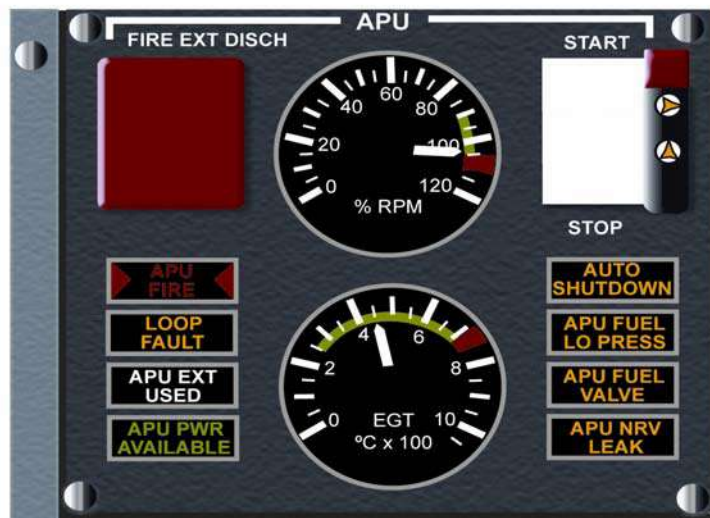 APU
FIRE EXT DISCH
START
0
20
40
60
80
100
120
% RPM
STOP
APU
FIRE
LOOP
FAULT
APU EXT
USED
APU PWR
AVAILABLE
0
2
4
6
8
10
EGT
ºC x 100
AUTO
SHUTDOWN
APU FUEL
LO PRESS
APU FUEL
VALVE
APU NRV
LEAK